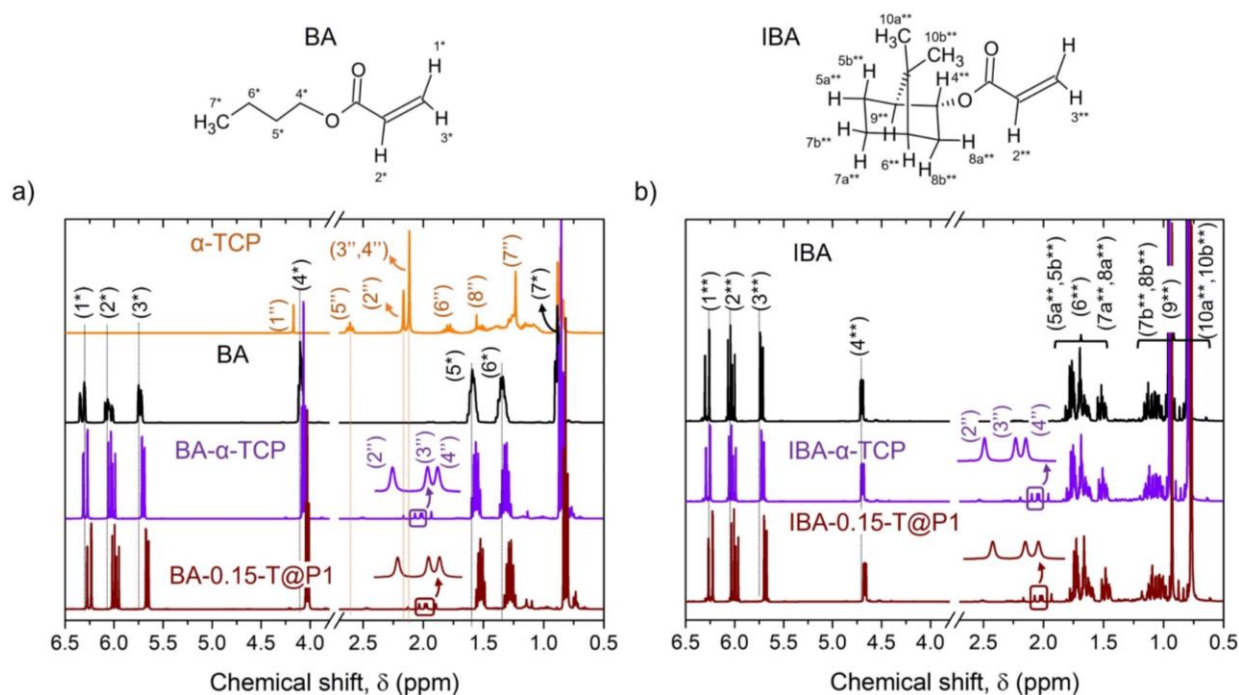 BA
1*
7*
6*
4*
O
H
H₃C
5*
O
H
3*
H
2*
IBA
10a**
H₃C
10b**
CH₃
5b**
H
4**
H
O
H
5a**
H
O
H
3**
9**
H
H
7b**
H
H
H
2**
7a**
6**
8a**
8b**
a)
α-TCP
(1*)
(2*)
(3*)
(4*)
(1'')
(5'')
(3'',4'')
(2'')
(6'')
(8'')
(7'')
(7*)
BA
(5*)
(6*)
BA-α-TCP
(2'')
(3'')
(4'')
BA-0.15-T@P1
6.5 6.0 5.5 5.0 4.5 4.0 2.5 2.0 1.5 1.0 0.5
Chemical shift, δ (ppm)
b)
IBA
(1**)
(2**)
(3**)
(4**)
(5a**,5b**)
(6**)
(7a**,8a**)
(7b**,8b**)
(9**)
(10a**,10b**)
IBA-α-TCP
(2'')
(3'')
(4'')
IBA-0.15-T@P1
6.5 6.0 5.5 5.0 4.5 4.0 2.5 2.0 1.5 1.0 0.5
Chemical shift, δ (ppm)